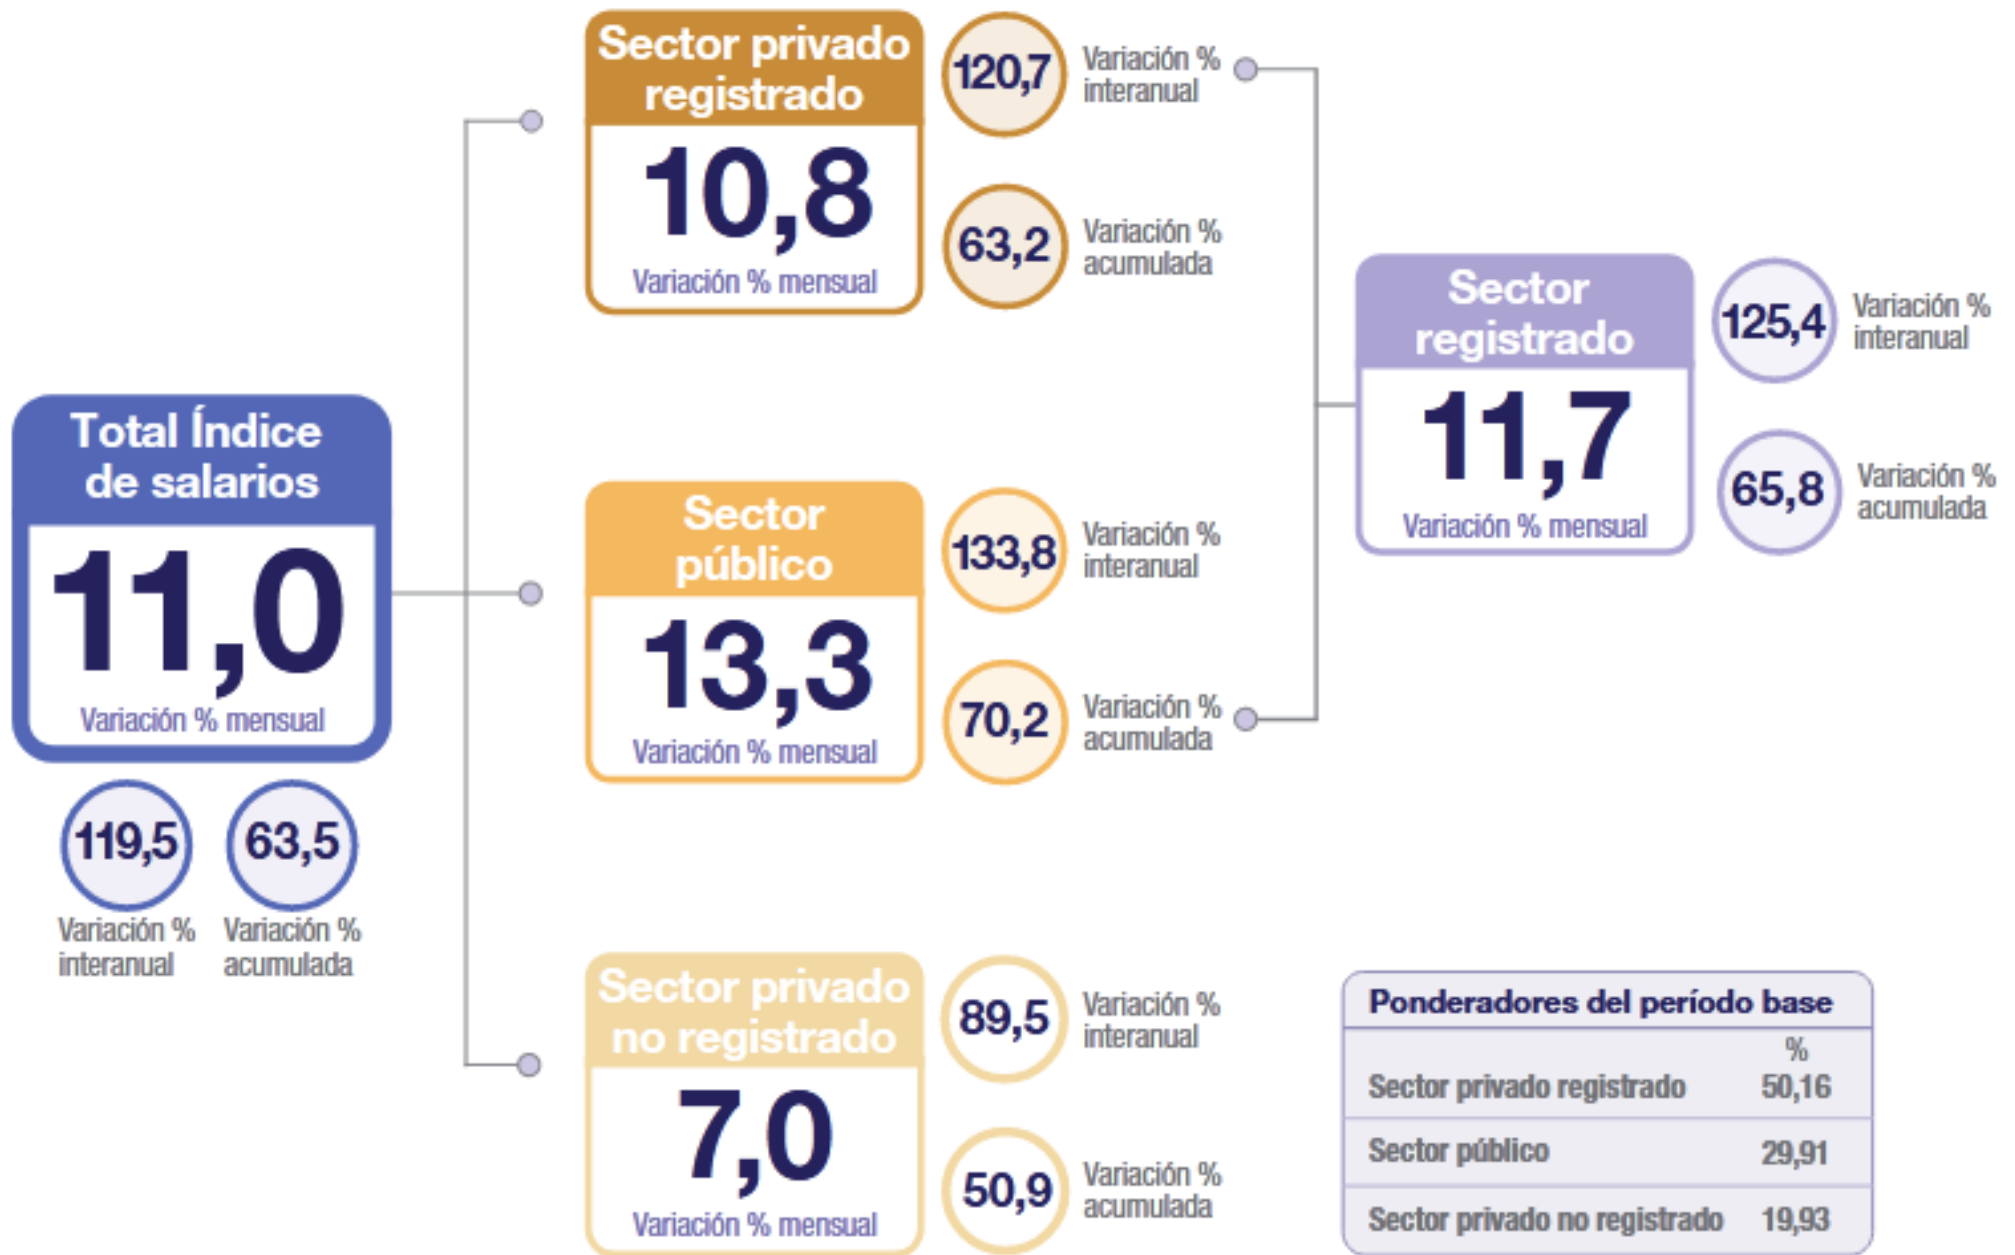 Total Índice
de salarios
11,0
Variación % mensual
119,5
Variación %
interanual
63,5
Variación %
acumulada
Sector privado
registrado
10,8
Variación % mensual
120,7
Variación %
interanual
63,2
Variación %
acumulada
Sector
público
13,3
Variación % mensual
133,8
Variación %
interanual
70,2
Variación %
acumulada
Sector privado
no registrado
7,0
Variación % mensual
89,5
Variación %
interanual
50,9
Variación %
acumulada
Sector
registrado
11,7
Variación % mensual
125,4
Variación %
interanual
65,8
Variación %
acumulada
Ponderadores del período base
%
Sector privado registrado 50,16
Sector público 29,91
Sector privado no registrado 19,93